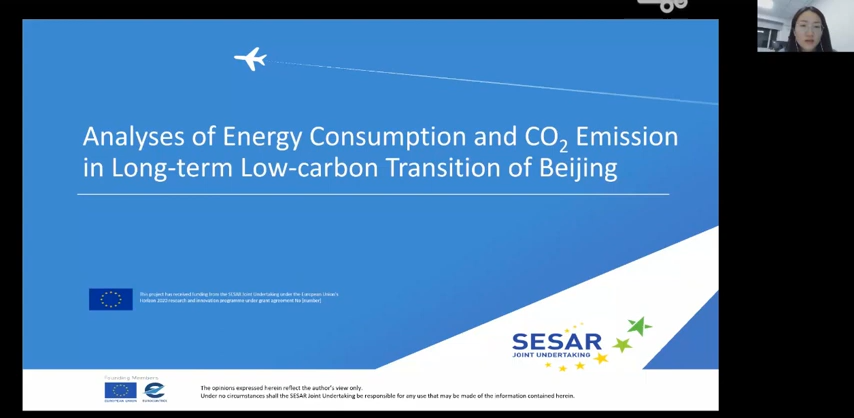 Analyses of Energy Consumption and CO₂ Emission
in Long-term Low-carbon Transition of Beijing
This project has received funding from the SESAR Joint Undertaking under the European Union's
Horizon 2020 research and innovation programme under grant agreement No [number]
SESAR
JOINT UNDERTAKING
Founding Members
EUROPEAN UNION
EUROCONTROL
The opinions expressed herein reflect the author's view only.
Under no circumstances shall the SESAR Joint Undertaking be responsible for any use that may be made of the information contained herein.